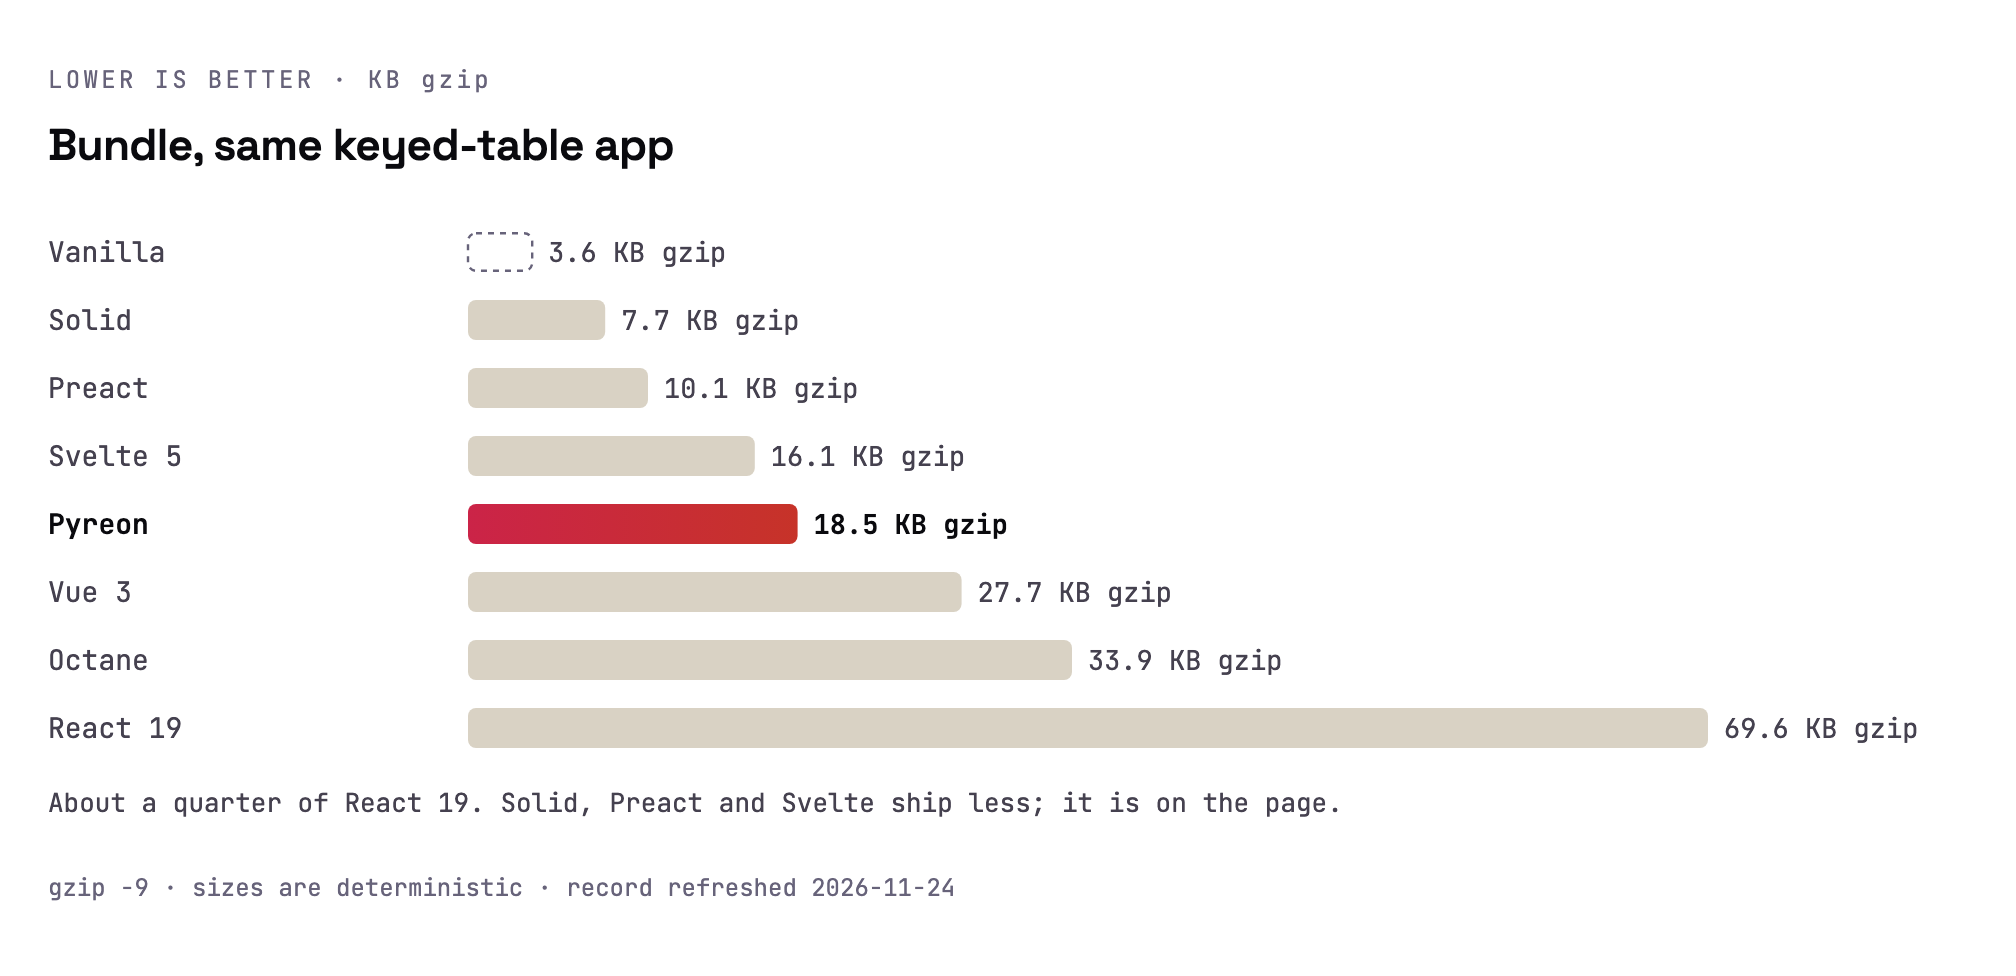 LOWER IS BETTER · KB gzip
Bundle, same keyed-table app
Vanilla 3.6 KB gzip
Solid 7.7 KB gzip
Preact 10.1 KB gzip
Svelte 5 16.1 KB gzip
Pyreon 18.5 KB gzip
Vue 3 27.7 KB gzip
Octane 33.9 KB gzip
React 19 69.6 KB gzip
About a quarter of React 19. Solid, Preact and Svelte ship less; it is on the page.
gzip -9 · sizes are deterministic · record refreshed 2026-11-24